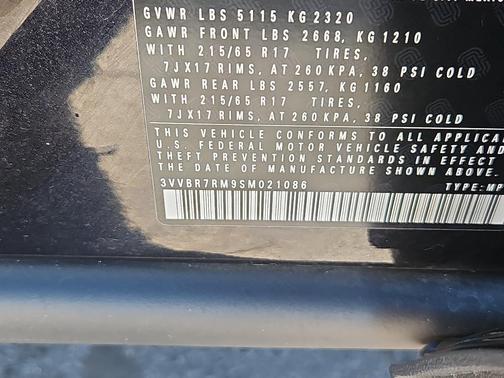 GVWR LBS 5115 KG 2320
GAWR FRONT LBS 2668, KG 1210
WITH 215/65 R17 TIRES,
7JX17 RIMS, AT 260 KPA, 38 PSI COLD
GAWR REAR LBS 2557, KG 1160
WITH 215/65 R17 TIRES,
7JX17 RIMS, AT 260 KPA, 38 PSI COLD
THIS VEHICLE CONFORMS TO ALL APPLICA
U.S. FEDERAL MOTOR VEHICLE SAFETY AND
THEFT PREVENTION STANDARDS IN EFFECT
DATE OF MANUFACTURE SHOWN ABOVE.
3VVBR7RM9SM021086
TYPE: MP